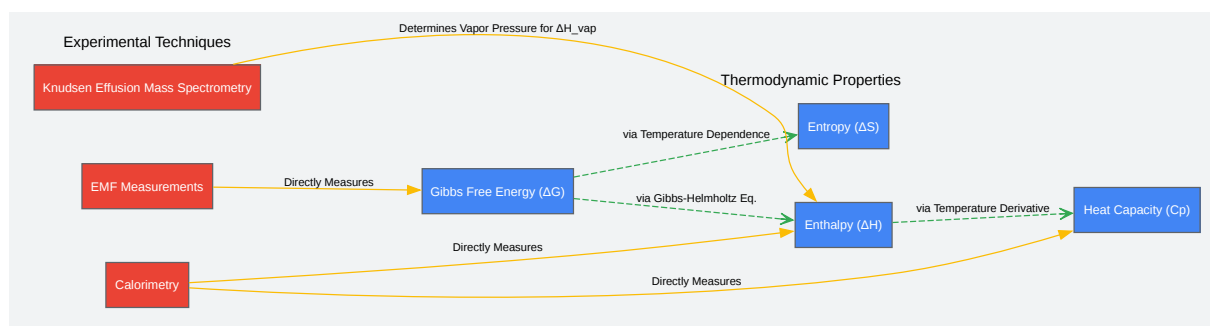 Determines Vapor Pressure for ΔH_vap
Experimental Techniques
Knudsen Effusion Mass Spectrometry
Thermodynamic Properties
Entropy (ΔS)
via Temperature Dependence
EMF Measurements
Directly Measures
Gibbs Free Energy (ΔG)
via Gibbs-Helmholtz Eq.
Enthalpy (ΔH)
via Temperature Derivative
Heat Capacity (Cp)
Directly Measures
Calorimetry
Directly Measures